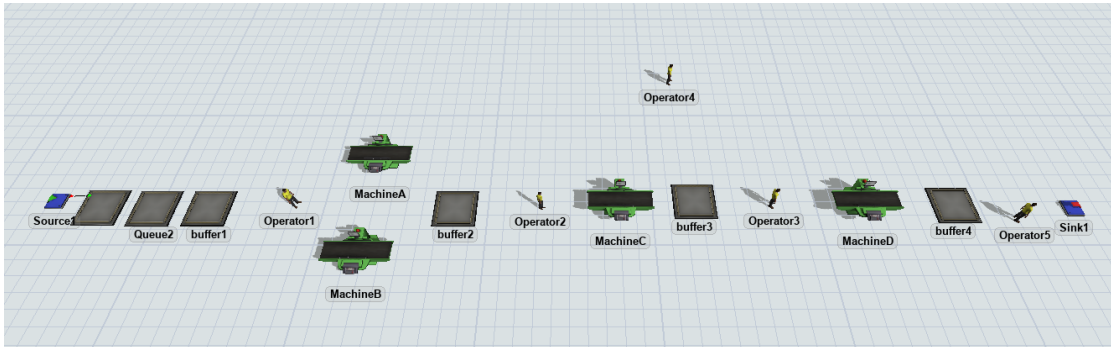 Operator4
MachineA
Source1
Queue2
buffer1
Operator1
buffer2
Operator2
MachineC
buffer3
Operator3
MachineD
buffer4
Operator5
Sink1
MachineB